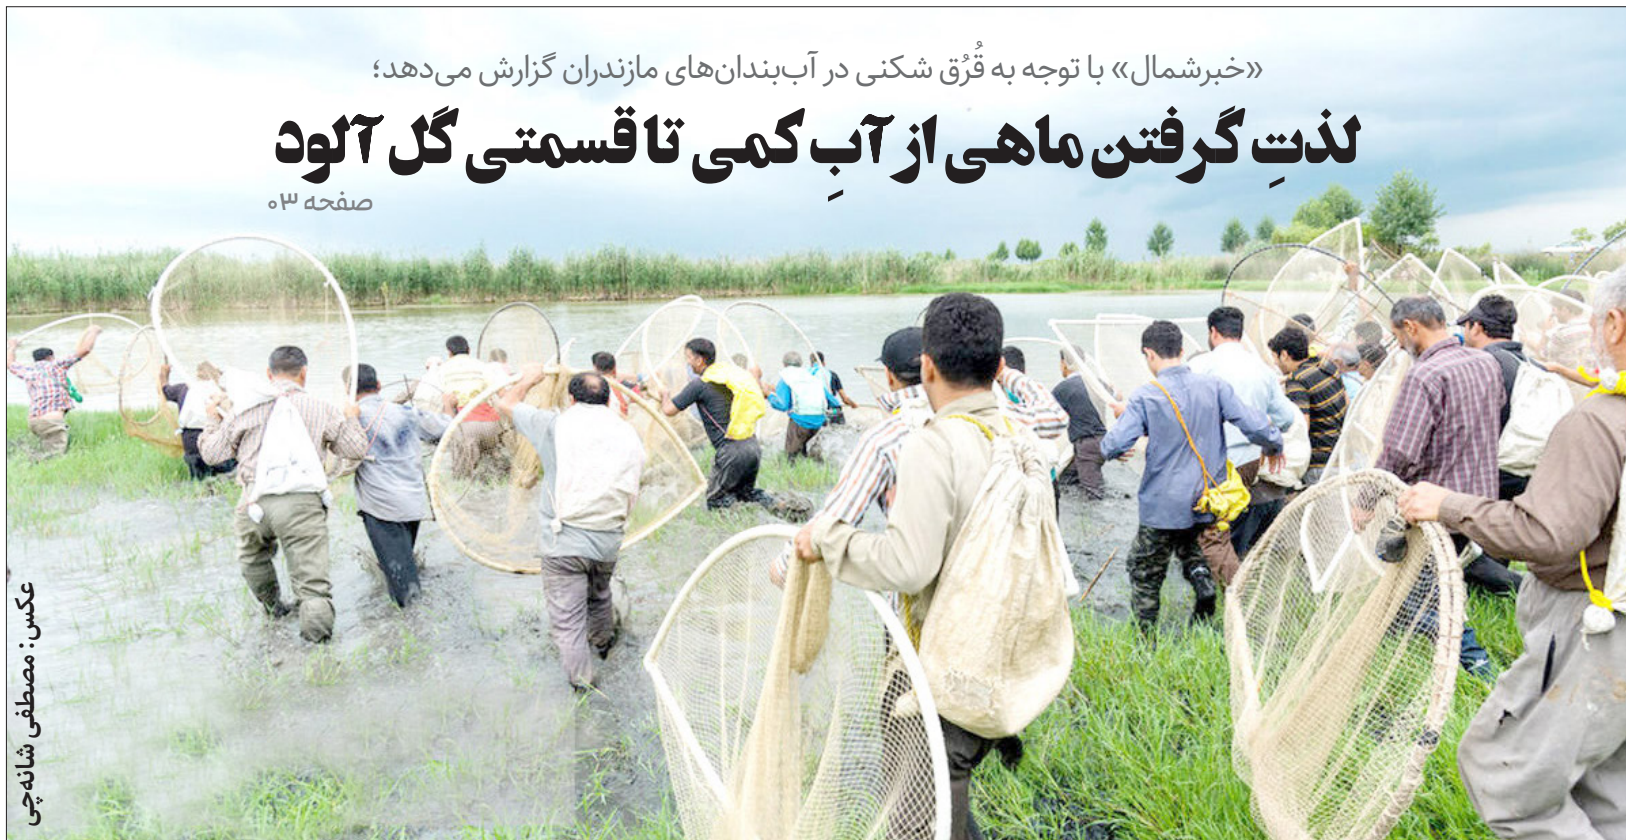 «خبرشمال» با توجه به قُرُق شکنی در آب‌بندان‌های مازندران گزارش می‌دهد؛
لذتِ گرفتن ماهی از آبِ کمی تا قسمتی گل آلود
صفحه ۰۳
عکس: مصطفی شانه‌چی